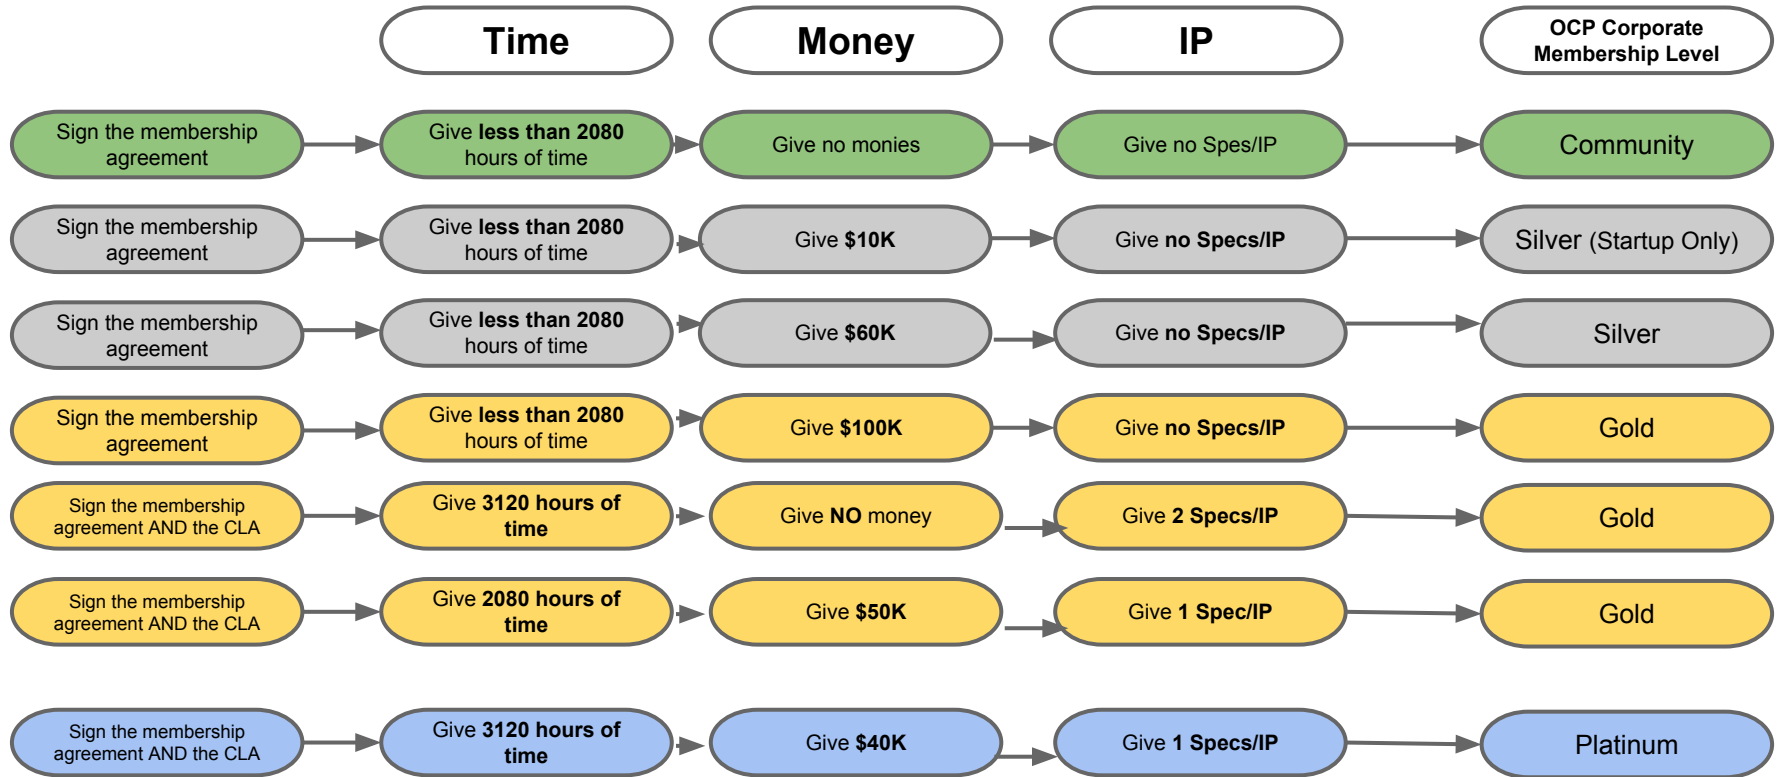 Time
Money
IP
OCP Corporate
Membership Level
Sign the membership
agreement
Give less than 2080
hours of time
Give no monies
Give no Spes/IP
Community
Sign the membership
agreement
Give less than 2080
hours of time
Give $10K
Give no Specs/IP
Silver (Startup Only)
Sign the membership
agreement
Give less than 2080
hours of time
Give $60K
Give no Specs/IP
Silver
Sign the membership
agreement
Give less than 2080
hours of time
Give $100K
Give no Specs/IP
Gold
Sign the membership
agreement AND the CLA
Give 3120 hours of
time
Give NO money
Give 2 Specs/IP
Gold
Sign the membership
agreement AND the CLA
Give 2080 hours of
time
Give $50K
Give 1 Spec/IP
Gold
Sign the membership
agreement AND the CLA
Give 3120 hours of
time
Give $40K
Give 1 Specs/IP
Platinum